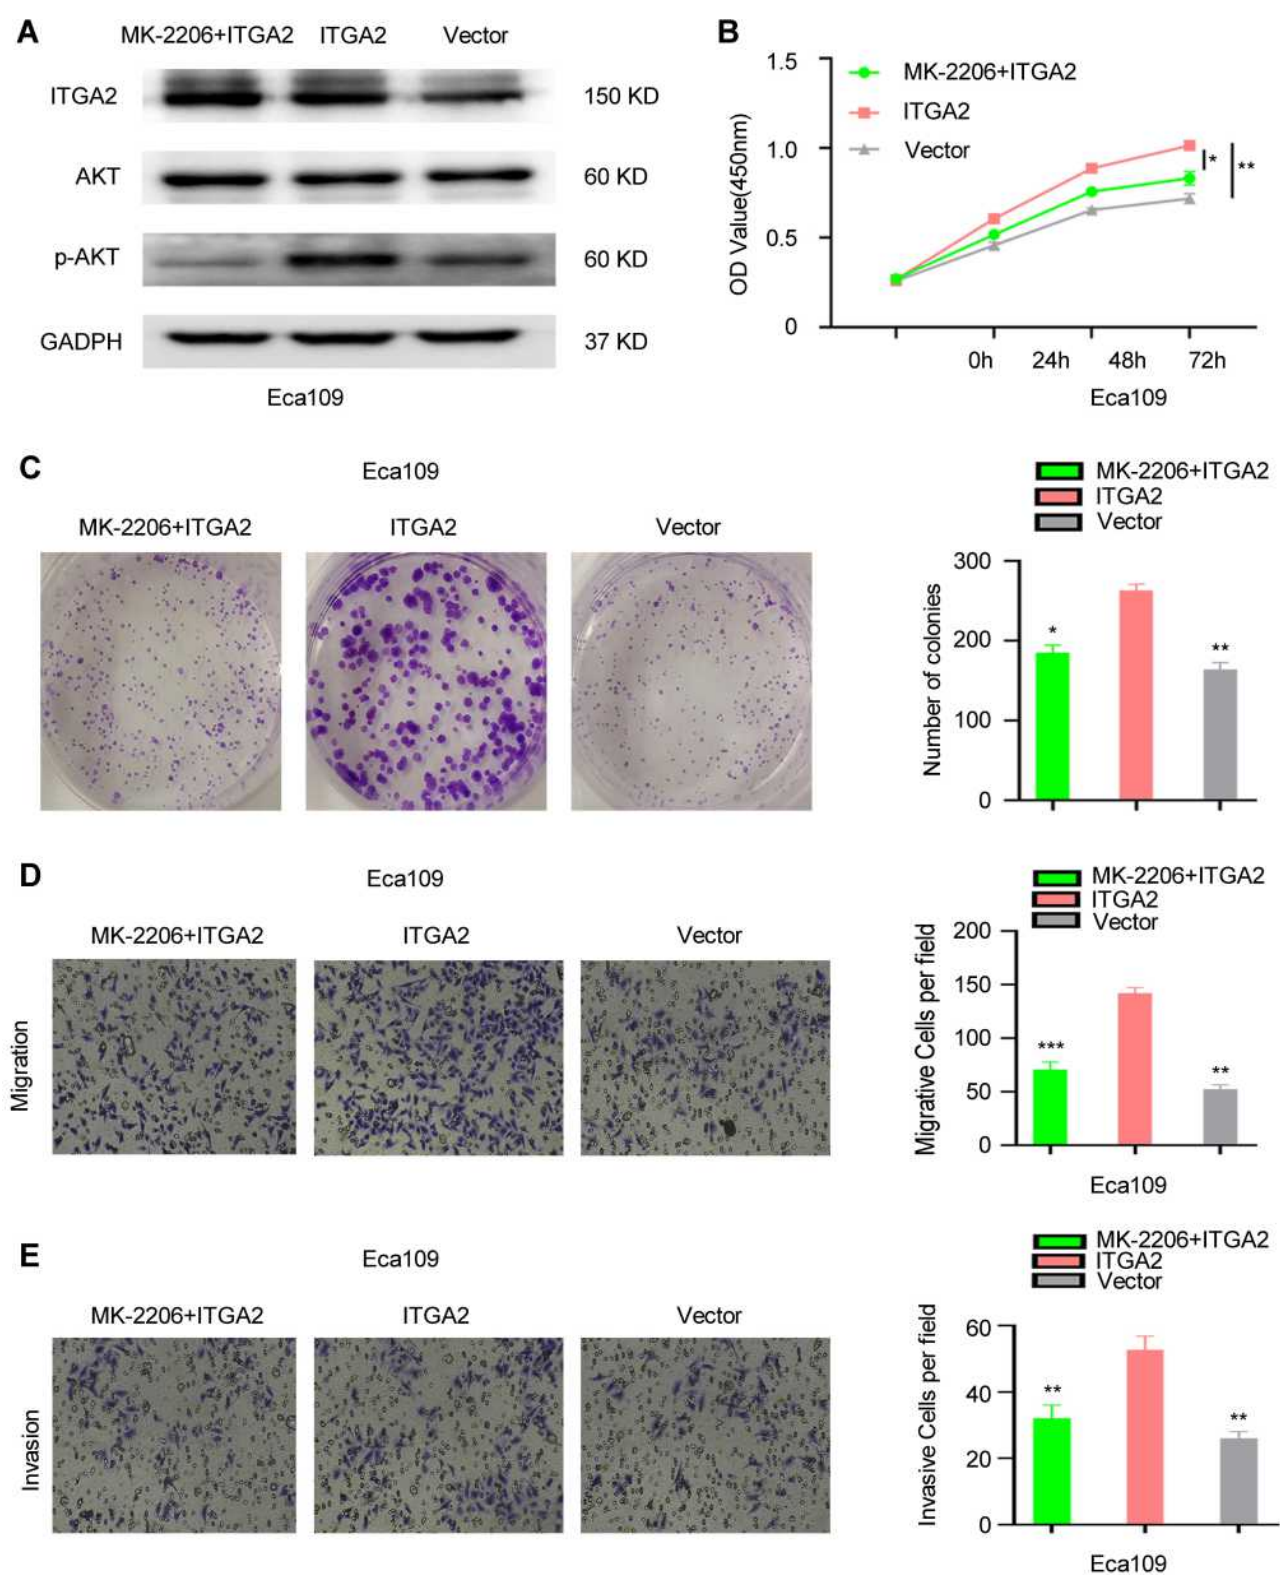 A
MK-2206+ITGA2 ITGA2 Vector
ITGA2 150 KD
AKT 60 KD
p-AKT 60 KD
GADPH 37 KD
Eca109
B
OD Value(450nm)
1.5
1.0
0.5
0
MK-2206+ITGA2
ITGA2
Vector
*
**
0h 24h 48h 72h
Eca109
C
Eca109
MK-2206+ITGA2 ITGA2 Vector
MK-2206+ITGA2
ITGA2
Vector
Number of colonies
300
200
100
0
*
**
D
Eca109
MK-2206+ITGA2 ITGA2 Vector
Migration
MK-2206+ITGA2
ITGA2
Vector
Migrative Cells per field
200
150
100
50
0
***
**
Eca109
E
Eca109
MK-2206+ITGA2 ITGA2 Vector
Invasion
MK-2206+ITGA2
ITGA2
Vector
Invasive Cells per field
60
40
20
0
**
**
Eca109